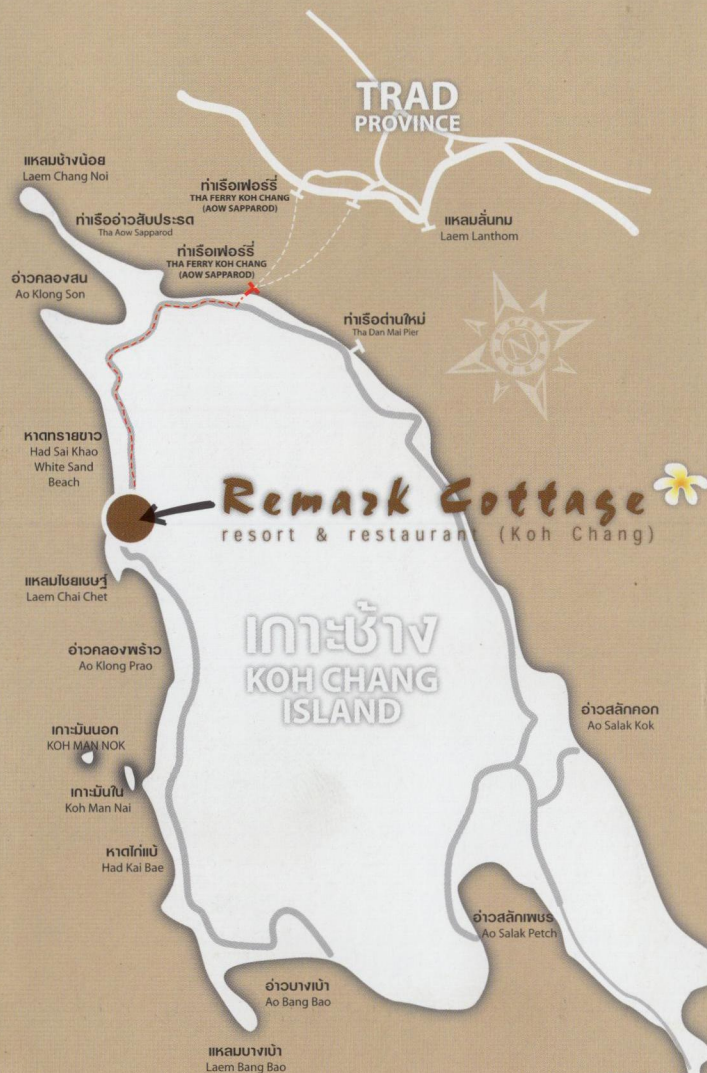 TRAD
PROVINCE
แหลมช้างน้อย
Laem Chang Noi
ท่าเรือเฟอร์รี่
THA FERRY KOH CHANG
(AOW SAPPAROD)
ท่าเรืออ่าวสับประรด
Tha Aow Sapparod
แหลมลั่นทม
Laem Lanthom
ท่าเรือเฟอร์รี่
THA FERRY KOH CHANG
(AOW SAPPAROD)
อ่าวคลองสน
Ao Klong Son
ท่าเรือด่านใหม่
Tha Dan Mai Pier
N
หาดทรายขาว
Had Sai Khao
White Sand
Beach
Remark Cottage
resort & restaurant (Koh Chang)
แหลมไชยเชษฐ์
Laem Chai Chet
เกาะช้าง
KOH CHANG
ISLAND
อ่าวคลองพร้าว
Ao Klong Prao
อ่าวสลักคอก
Ao Salak Kok
เกาะมันนอก
KOH MAN NOK
เกาะมันใน
Koh Man Nai
หาดไก่แบ้
Had Kai Bae
อ่าวสลักเพชร
Ao Salak Petch
อ่าวบางเบ้า
Ao Bang Bao
แหลมบางเบ้า
Laem Bang Bao